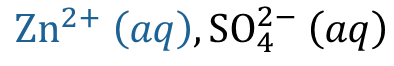 Zn²⁺ (aq), SO₄²⁻ (aq)